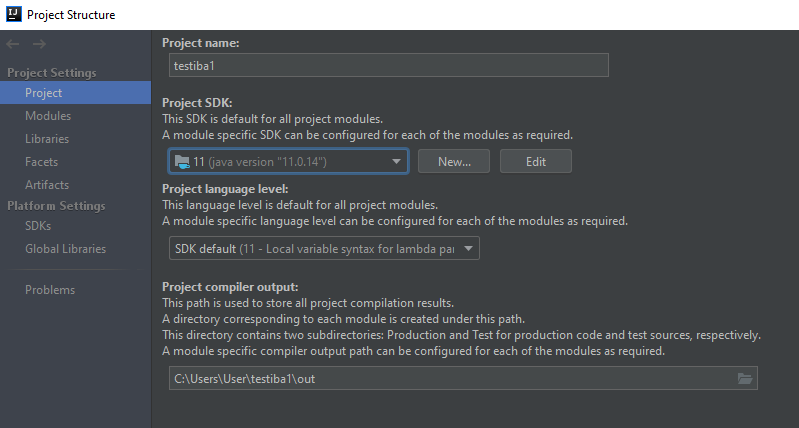 IJ
Project Structure
Project Settings
Project
Modules
Libraries
Facets
Artifacts
Platform Settings
SDKs
Global Libraries
Problems
Project name:
testiba1
Project SDK:
This SDK is default for all project modules.
A module specific SDK can be configured for each of the modules as required.
11 (java version "11.0.14")
New...
Edit
Project language level:
This language level is default for all project modules.
A module specific language level can be configured for each of the modules as required.
SDK default (11 - Local variable syntax for lambda par
Project compiler output:
This path is used to store all project compilation results.
A directory corresponding to each module is created under this path.
This directory contains two subdirectories: Production and Test for production code and test sources, respectively.
A module specific compiler output path can be configured for each of the modules as required.
C:\Users\User\testiba1\out